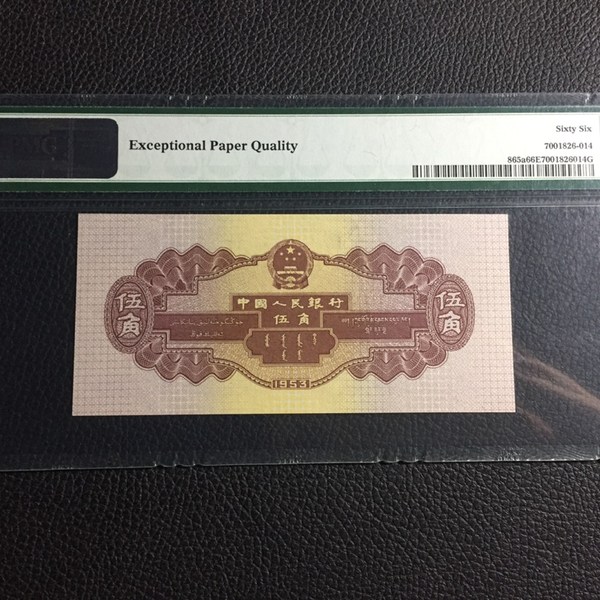 PMG
Sixty Six
Exceptional Paper Quality
7001826-014
865a66E7001826014G
中國人民銀行
伍角
伍角
伍角
1953